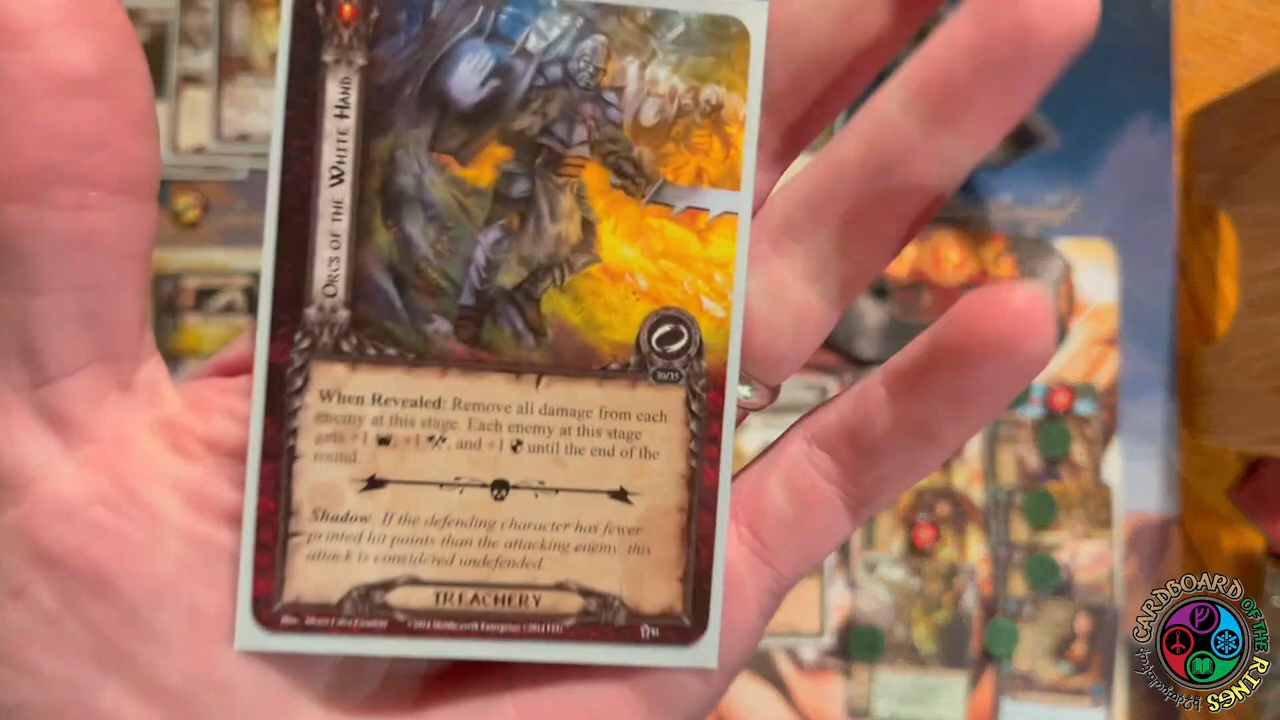 ORCS OF THE WHITE HAND
30/35
When Revealed: Remove all damage from each
enemy at this stage. Each enemy at this stage
gets +1 , +1 , and +1 until the end of the
round.
Shadow: If the defending character has fewer
printed hit points than the attacking enemy, this
attack is considered undefended.
TREACHERY
CARDBOARD OF THE RINGS